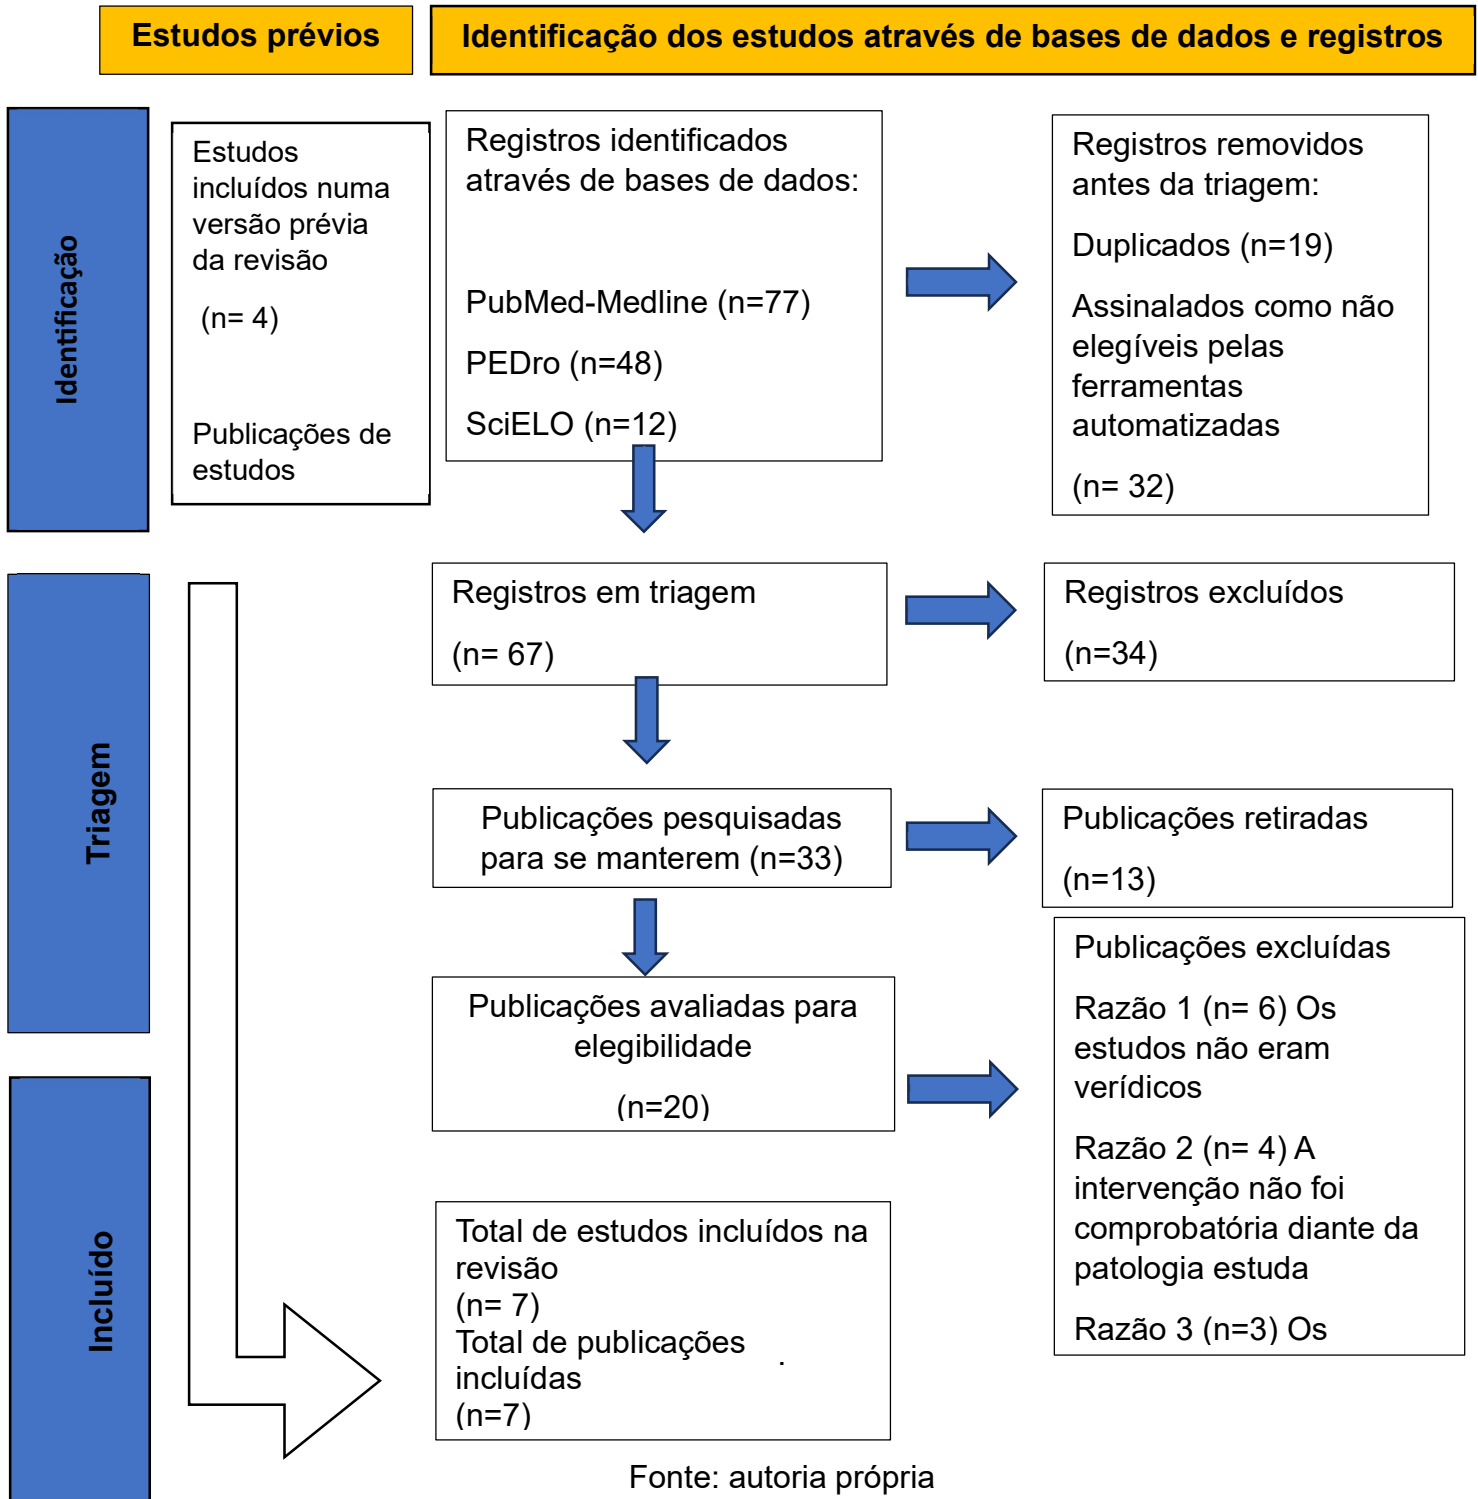 Estudos prévios
Identificação dos estudos através de bases de dados e registros
Identificação
Estudos
incluídos numa
versão prévia
da revisão
(n= 4)
Publicações de
estudos
Registros identificados
através de bases de dados:
PubMed-Medline (n=77)
PEDro (n=48)
SciELO (n=12)
Registros removidos
antes da triagem:
Duplicados (n=19)
Assinalados como não
elegíveis pelas
ferramentas
automatizadas
(n= 32)
Triagem
Registros em triagem
(n= 67)
Registros excluídos
(n=34)
Publicações pesquisadas
para se manterem (n=33)
Publicações retiradas
(n=13)
Publicações avaliadas para
elegibilidade
(n=20)
Publicações excluídas
Razão 1 (n= 6) Os
estudos não eram
verídicos
Razão 2 (n= 4) A
intervenção não foi
comprobatória diante da
patologia estuda
Razão 3 (n=3) Os
Incluído
Total de estudos incluídos na
revisão
(n= 7)
Total de publicações
incluídas
(n=7)
.
Fonte: autoria própria